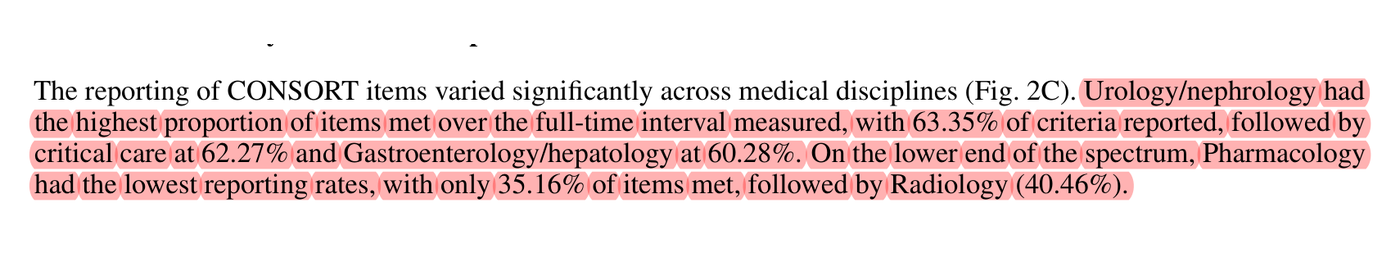 The reporting of CONSORT items varied significantly across medical disciplines (Fig. 2C). Urology/nephrology had
the highest proportion of items met over the full-time interval measured, with 63.35% of criteria reported, followed by
critical care at 62.27% and Gastroenterology/hepatology at 60.28%. On the lower end of the spectrum, Pharmacology
had the lowest reporting rates, with only 35.16% of items met, followed by Radiology (40.46%).